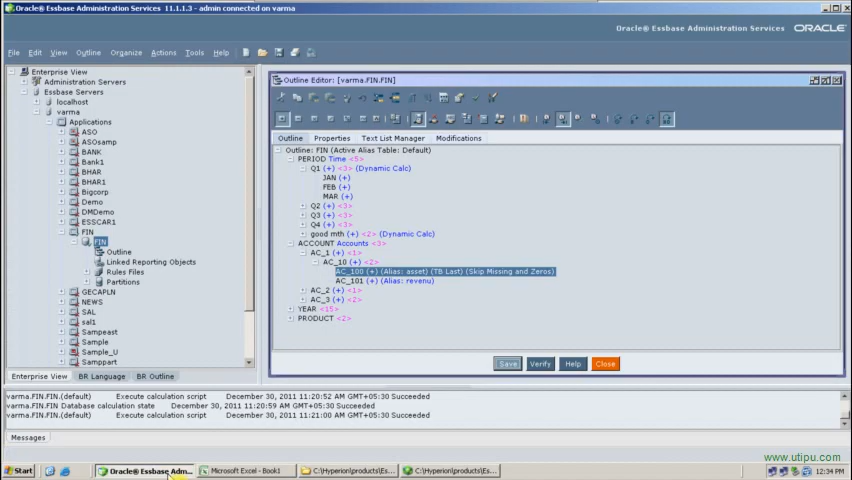 Oracle® Essbase Administration Services 11.1.1.3 - admin connected on varma
Oracle® Essbase Administration Services ORACLE®
File Edit View Outline Organize Actions Tools Help
Enterprise View
Administration Servers
Essbase Servers
localhost
varma
Applications
ASO
ASOsamp
BANK
Bank1
BHAR
BHAR1
Bigcorp
Demo
DMDemo
ESSCAR1
FIN
FIN
Outline
Linked Reporting Objects
Rules Files
Partitions
GBCAPLN
NEWS
SAL
sal1
Sampeast
Sample
Sample_U
Samppart
Enterprise View BR Language BR Outline
Outline Editor: [varma.FIN.FIN]
Outline Properties Text List Manager Modifications
Outline: FIN (Active Alias Table: Default)
PERIOD Time <5>
Q1 (+) <3> (Dynamic Calc)
JAN (+)
FEB (+)
MAR (+)
Q2 (+) <3>
Q3 (+) <3>
Q4 (+) <3>
good mth (+) <2> (Dynamic Calc)
ACCOUNT Accounts <3>
AC_1 (+) <1>
AC_10 (+) <2>
AC_100 (+) (Alias: asset) (TB Last) (Skip Missing and Zeros)
AC_101 (+) (Alias: revenu)
AC_2 (+) <1>
AC_3 (+) <2>
YEAR <15>
PRODUCT <2>
Save Verify Help Close
varma.FIN.FIN.(default) Execute calculation script December 30, 2011 11:20:52 AM GMT+05:30 Succeeded
varma.FIN.FIN Database calculation state December 30, 2011 11:20:59 AM GMT+05:30 Succeeded
varma.FIN.FIN.(default) Execute calculation script December 30, 2011 11:21:00 AM GMT+05:30 Succeeded
Messages
www.utipu.com
Start Oracle® Essbase Adm... Microsoft Excel - Book1 C:\Hyperion\products\Es... C:\Hyperion\products\Es... 12:34 PM